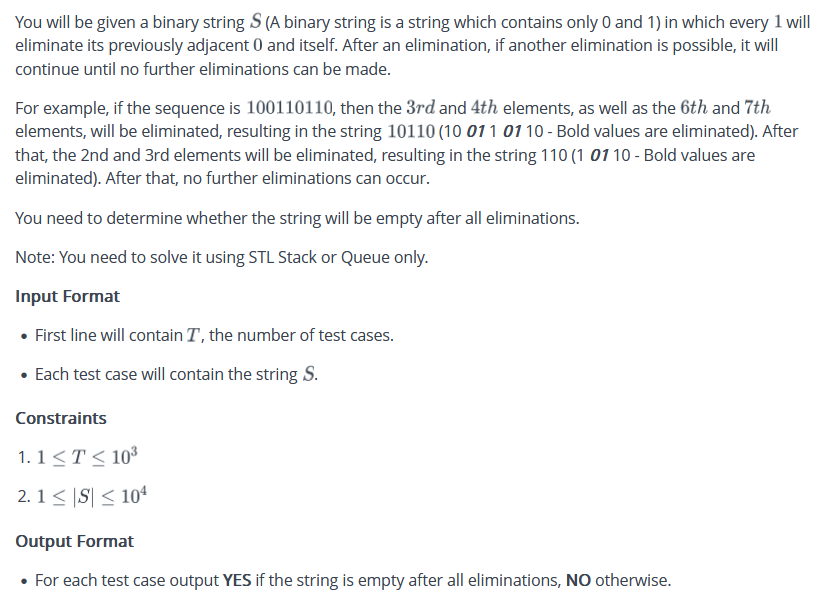 You will be given a binary string S (A binary string is a string which contains only 0 and 1) in which every 1 will
eliminate its previously adjacent 0 and itself. After an elimination, if another elimination is possible, it will
continue until no further eliminations can be made.
For example, if the sequence is 100110110, then the 3rd and 4th elements, as well as the 6th and 7th
elements, will be eliminated, resulting in the string 10110 (10 01 1 01 10 - Bold values are eliminated). After
that, the 2nd and 3rd elements will be eliminated, resulting in the string 110 (1 01 10 - Bold values are
eliminated). After that, no further eliminations can occur.
You need to determine whether the string will be empty after all eliminations.
Note: You need to solve it using STL Stack or Queue only.
Input Format
• First line will contain T, the number of test cases.
• Each test case will contain the string S.
Constraints
1. 1 ≤ T ≤ 10³
2. 1 ≤ |S| ≤ 10⁴
Output Format
• For each test case output YES if the string is empty after all eliminations, NO otherwise.